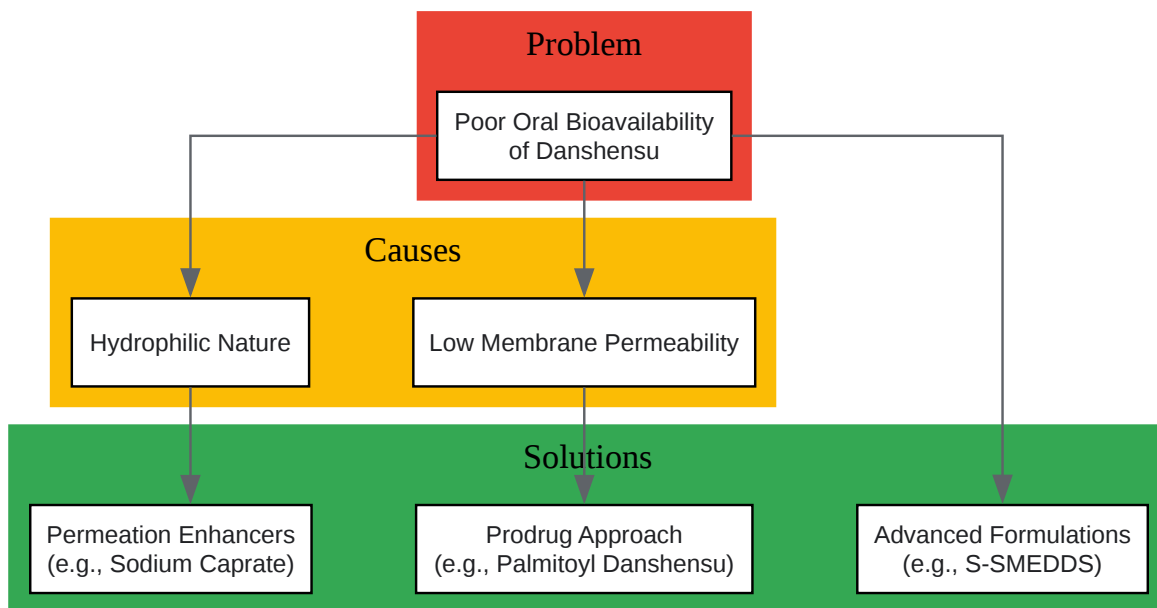 Problem
Poor Oral Bioavailability
of Danshensu
Causes
Hydrophilic Nature
Low Membrane Permeability
Solutions
Permeation Enhancers
(e.g., Sodium Caprate)
Prodrug Approach
(e.g., Palmitoyl Danshensu)
Advanced Formulations
(e.g., S-SMEDDS)